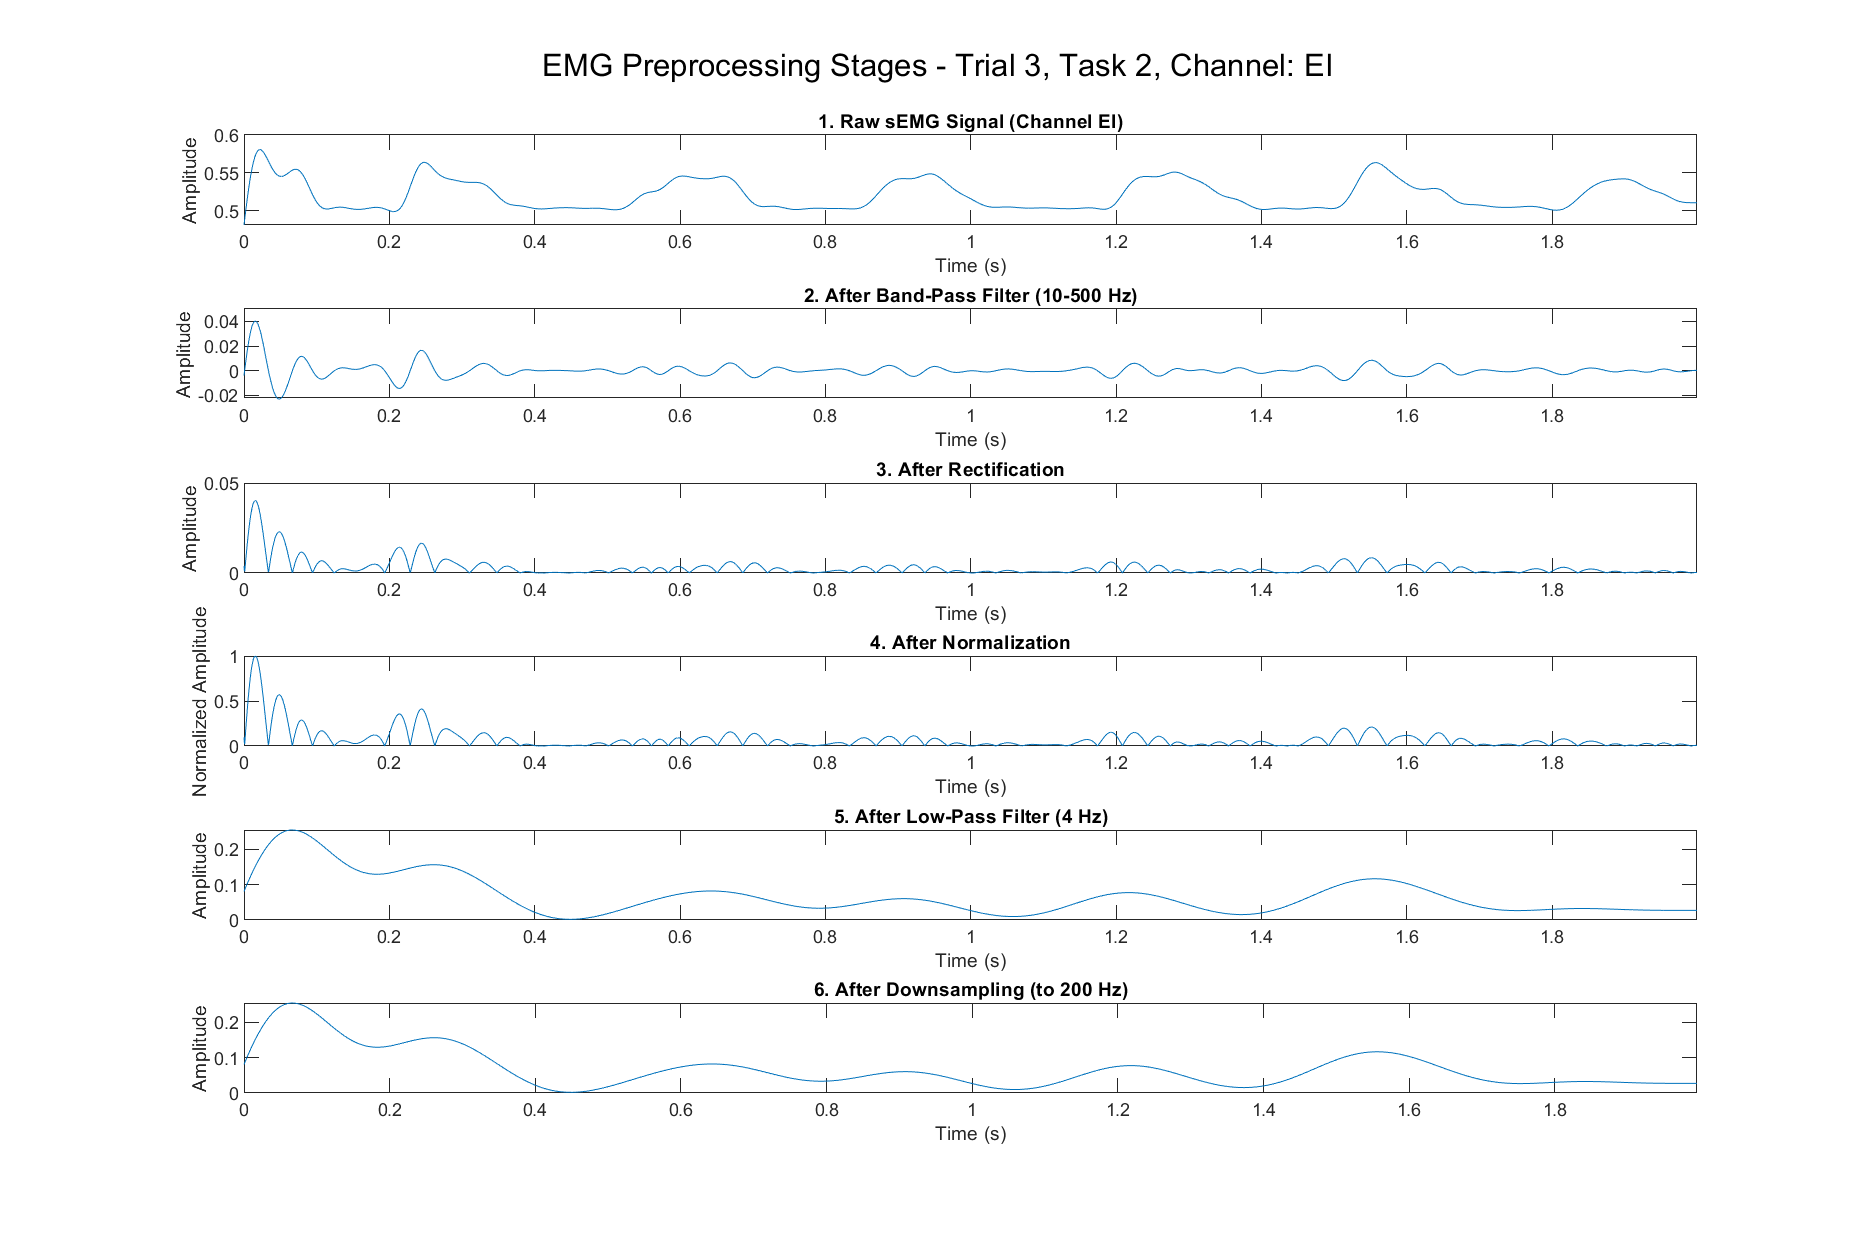 EMG Preprocessing Stages - Trial 3, Task 2, Channel: EI
1. Raw sEMG Signal (Channel EI)
Amplitude
0.6
0.55
0.5
0 0.2 0.4 0.6 0.8 1 1.2 1.4 1.6 1.8
Time (s)
2. After Band-Pass Filter (10-500 Hz)
Amplitude
0.04
0.02
0
-0.02
0 0.2 0.4 0.6 0.8 1 1.2 1.4 1.6 1.8
Time (s)
3. After Rectification
Amplitude
0.05
0
0 0.2 0.4 0.6 0.8 1 1.2 1.4 1.6 1.8
Time (s)
4. After Normalization
Normalized Amplitude
1
0.5
0
0 0.2 0.4 0.6 0.8 1 1.2 1.4 1.6 1.8
Time (s)
5. After Low-Pass Filter (4 Hz)
Amplitude
0.2
0.1
0
0 0.2 0.4 0.6 0.8 1 1.2 1.4 1.6 1.8
Time (s)
6. After Downsampling (to 200 Hz)
Amplitude
0.2
0.1
0
0 0.2 0.4 0.6 0.8 1 1.2 1.4 1.6 1.8
Time (s)